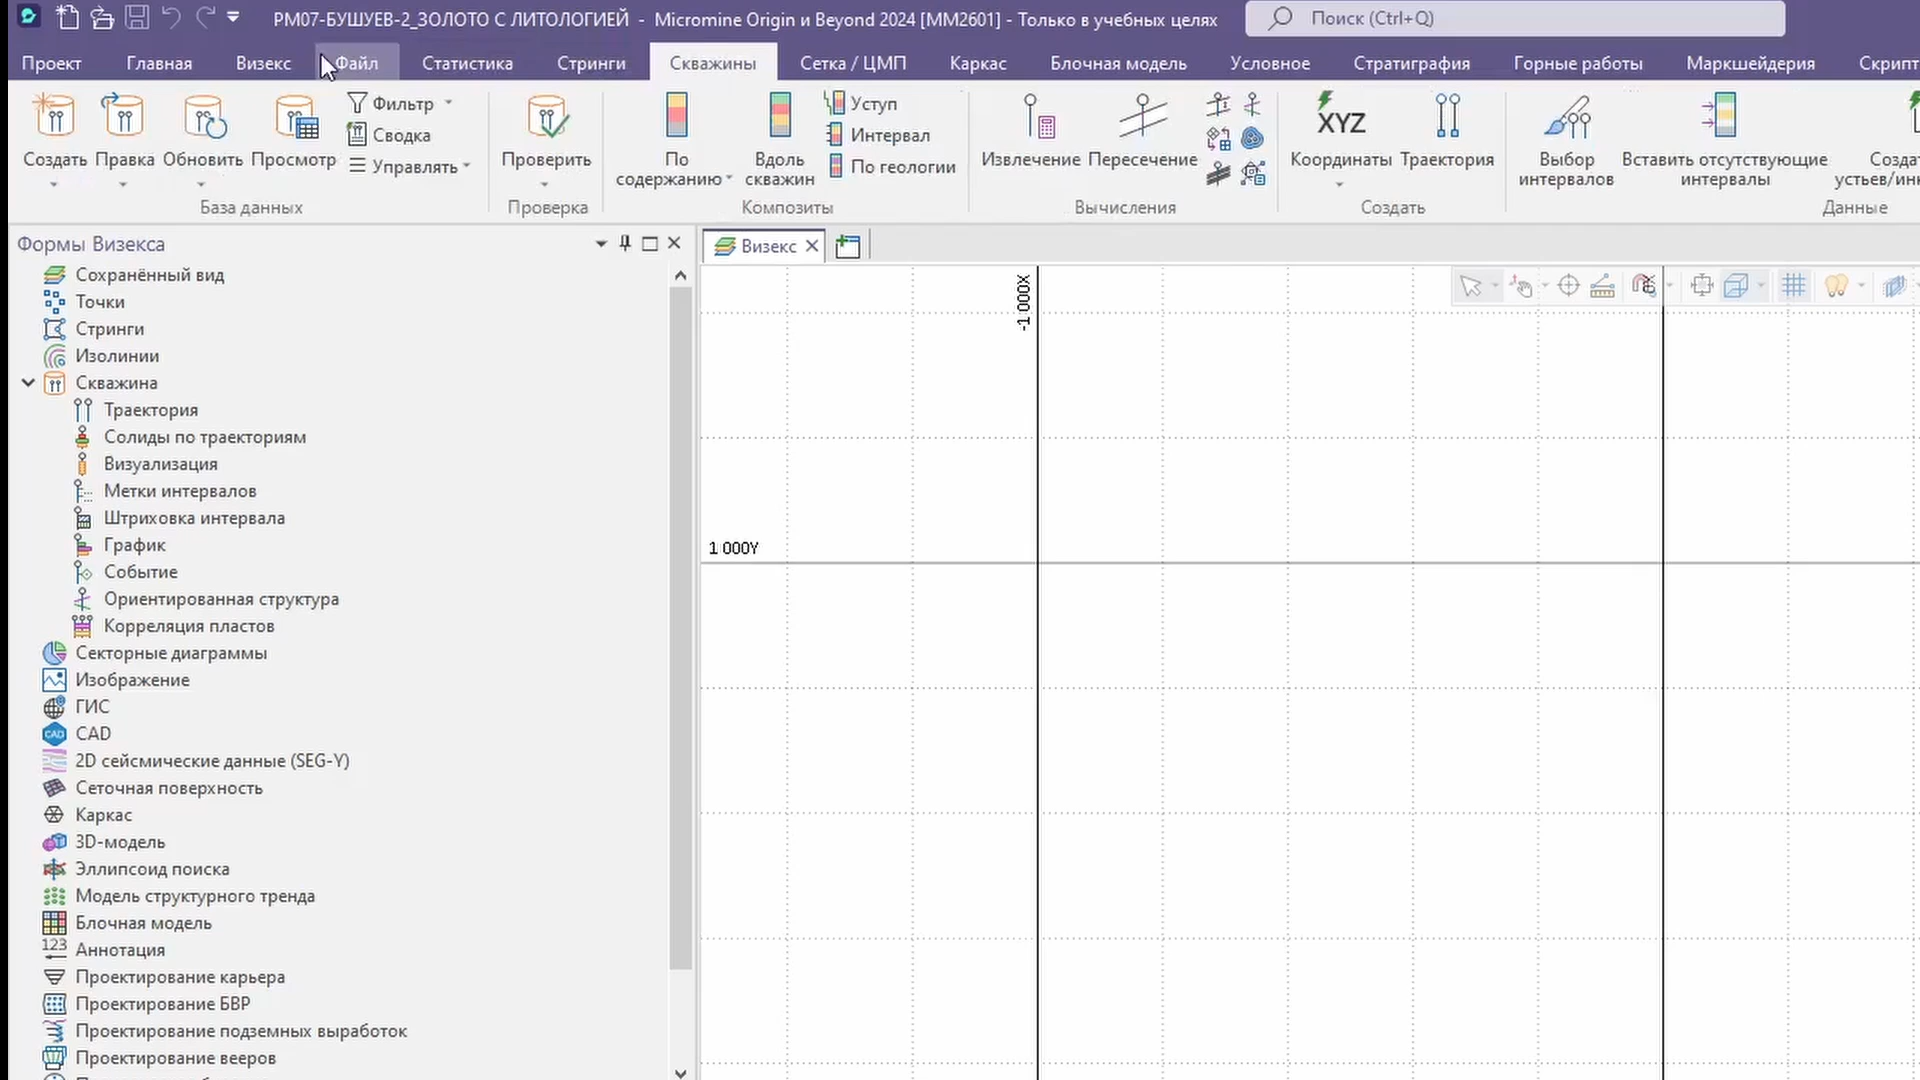 РМ07-БУШУЕВ-2_ЗОЛОТО С ЛИТОЛОГИЕЙ - Micromine Origin и Beyond 2024 [MM2601] - Только в учебных целях
Поиск (Ctrl+Q)
Проект Главная Визекс Файл Статистика Стринги Скважины Сетка / ЦМП Каркас Блочная модель Условное Стратиграфия Горные работы Маркшейдерия Скрипт
Создать
Правка
Обновить
Просмотр
Фильтр
Сводка
Управлять
База данных
Проверить
Проверка
По содержанию
Вдоль скважин
Уступ
Интервал
По геологии
Композиты
Извлечение
Пересечение
Вычисления
XYZ
Координаты
Траектория
Создать
Выбор интервалов
Вставить отсутствующие интервалы
Созда
устьев/ин
Данные
Формы Визекса
Сохранённый вид
Точки
Стринги
Изолинии
Скважина
Траектория
Солиды по траекториям
Визуализация
Метки интервалов
Штриховка интервала
График
Событие
Ориентированная структура
Корреляция пластов
Секторные диаграммы
Изображение
ГИС
CAD CAD
2D сейсмические данные (SEG-Y)
Сеточная поверхность
Каркас
3D-модель
Эллипсоид поиска
Модель структурного тренда
Блочная модель
123 Аннотация
Проектирование карьера
Проектирование БВР
Проектирование подземных выработок
Проектирование вееров
Визекс
-1 000X
1 000Y